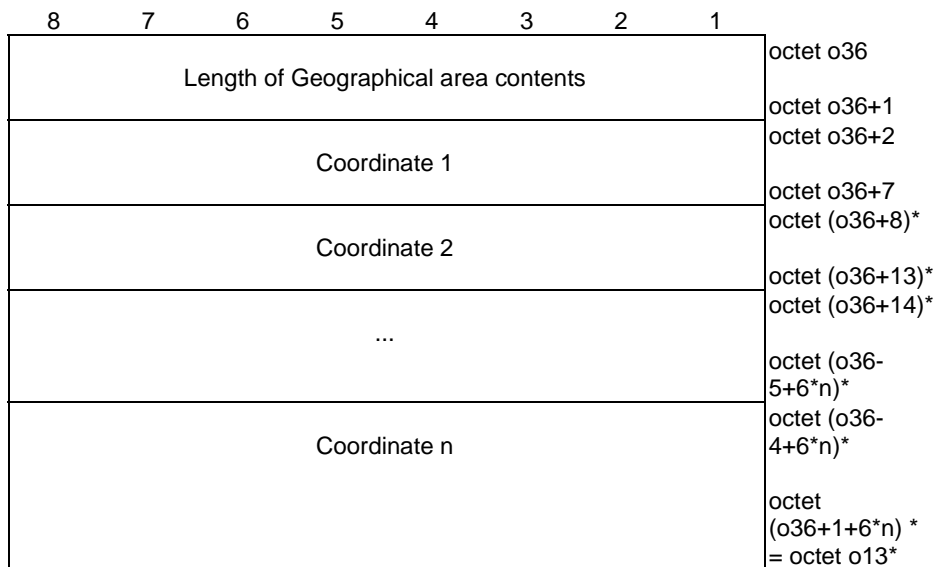 8 7 6 5 4 3 2 1
Length of Geographical area contents
octet o36
octet o36+1
Coordinate 1
octet o36+2
octet o36+7
Coordinate 2
octet (o36+8)*
octet (o36+13)*
...
octet (o36+14)*
octet (o36-
5+6*n)*
Coordinate n
octet (o36-
4+6*n)*
octet
(o36+1+6*n) *
= octet o13*